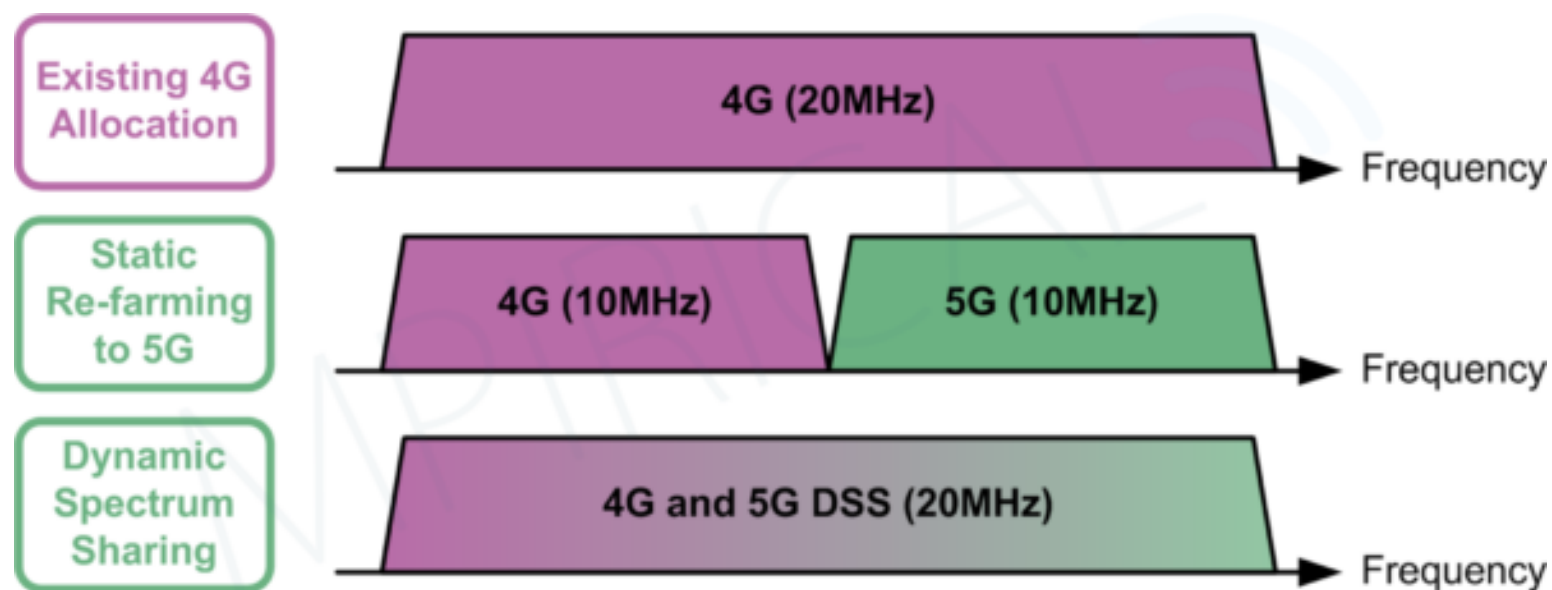 Existing 4G
Allocation
4G (20MHz)
Frequency
Static
Re-farming
to 5G
4G (10MHz)
5G (10MHz)
Frequency
Dynamic
Spectrum
Sharing
4G and 5G DSS (20MHz)
Frequency
MPIRICAL